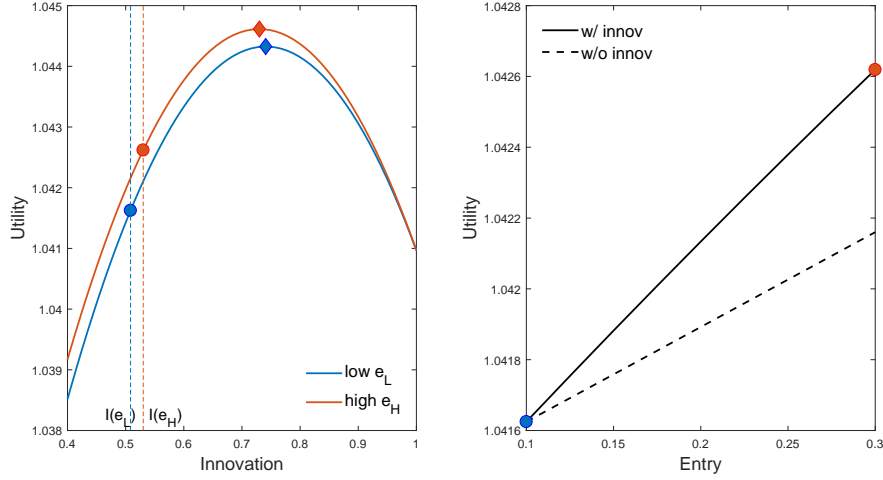 1.045
1.044
1.043
1.042
1.041
1.04
1.039
1.038
Utility
0.4
0.5
0.6
0.7
0.8
0.9
1
Innovation
I(e_L)
I(e_H)
low e_L
high e_H
1.0428
1.0426
1.0424
1.0422
1.042
1.0418
1.0416
Utility
0.1
0.15
0.2
0.25
0.3
Entry
w/ innov
w/o innov